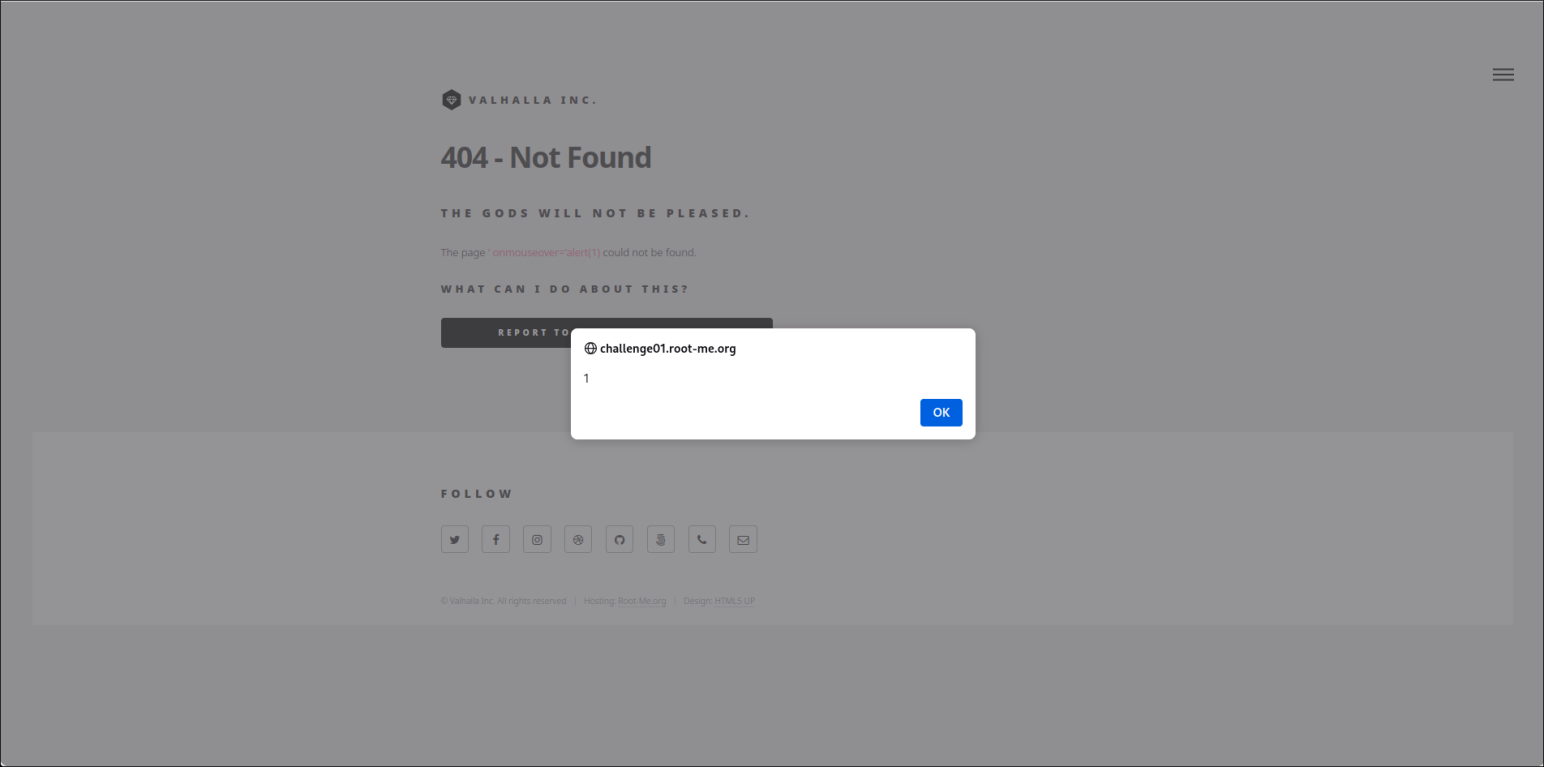 VALHALLA INC.
404 - Not Found
THE GODS WILL NOT BE PLEASED.
The page ' onmouseover='alert(1) could not be found.
WHAT CAN I DO ABOUT THIS?
REPORT TO
challenge01.root-me.org
1
OK
FOLLOW
© Valhalla Inc. All rights reserved | Hosting: Root-Me.org | Design: HTML5 UP